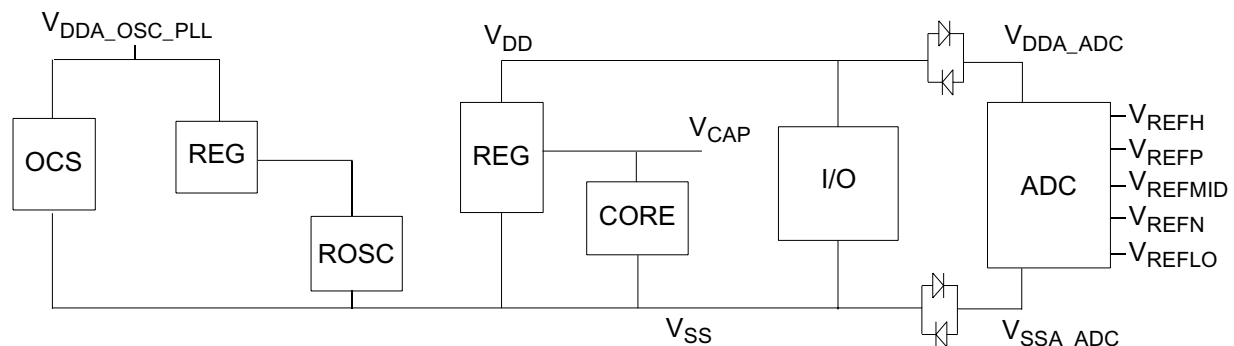 VDDA_OSC_PLL
VDD
VDDA_ADC
OCS
REG
REG
VCAP
I/O
ADC
VREFH
VREFP
VREFMID
VREFN
VREFLO
CORE
ROSC
VSS
VSSA_ADC